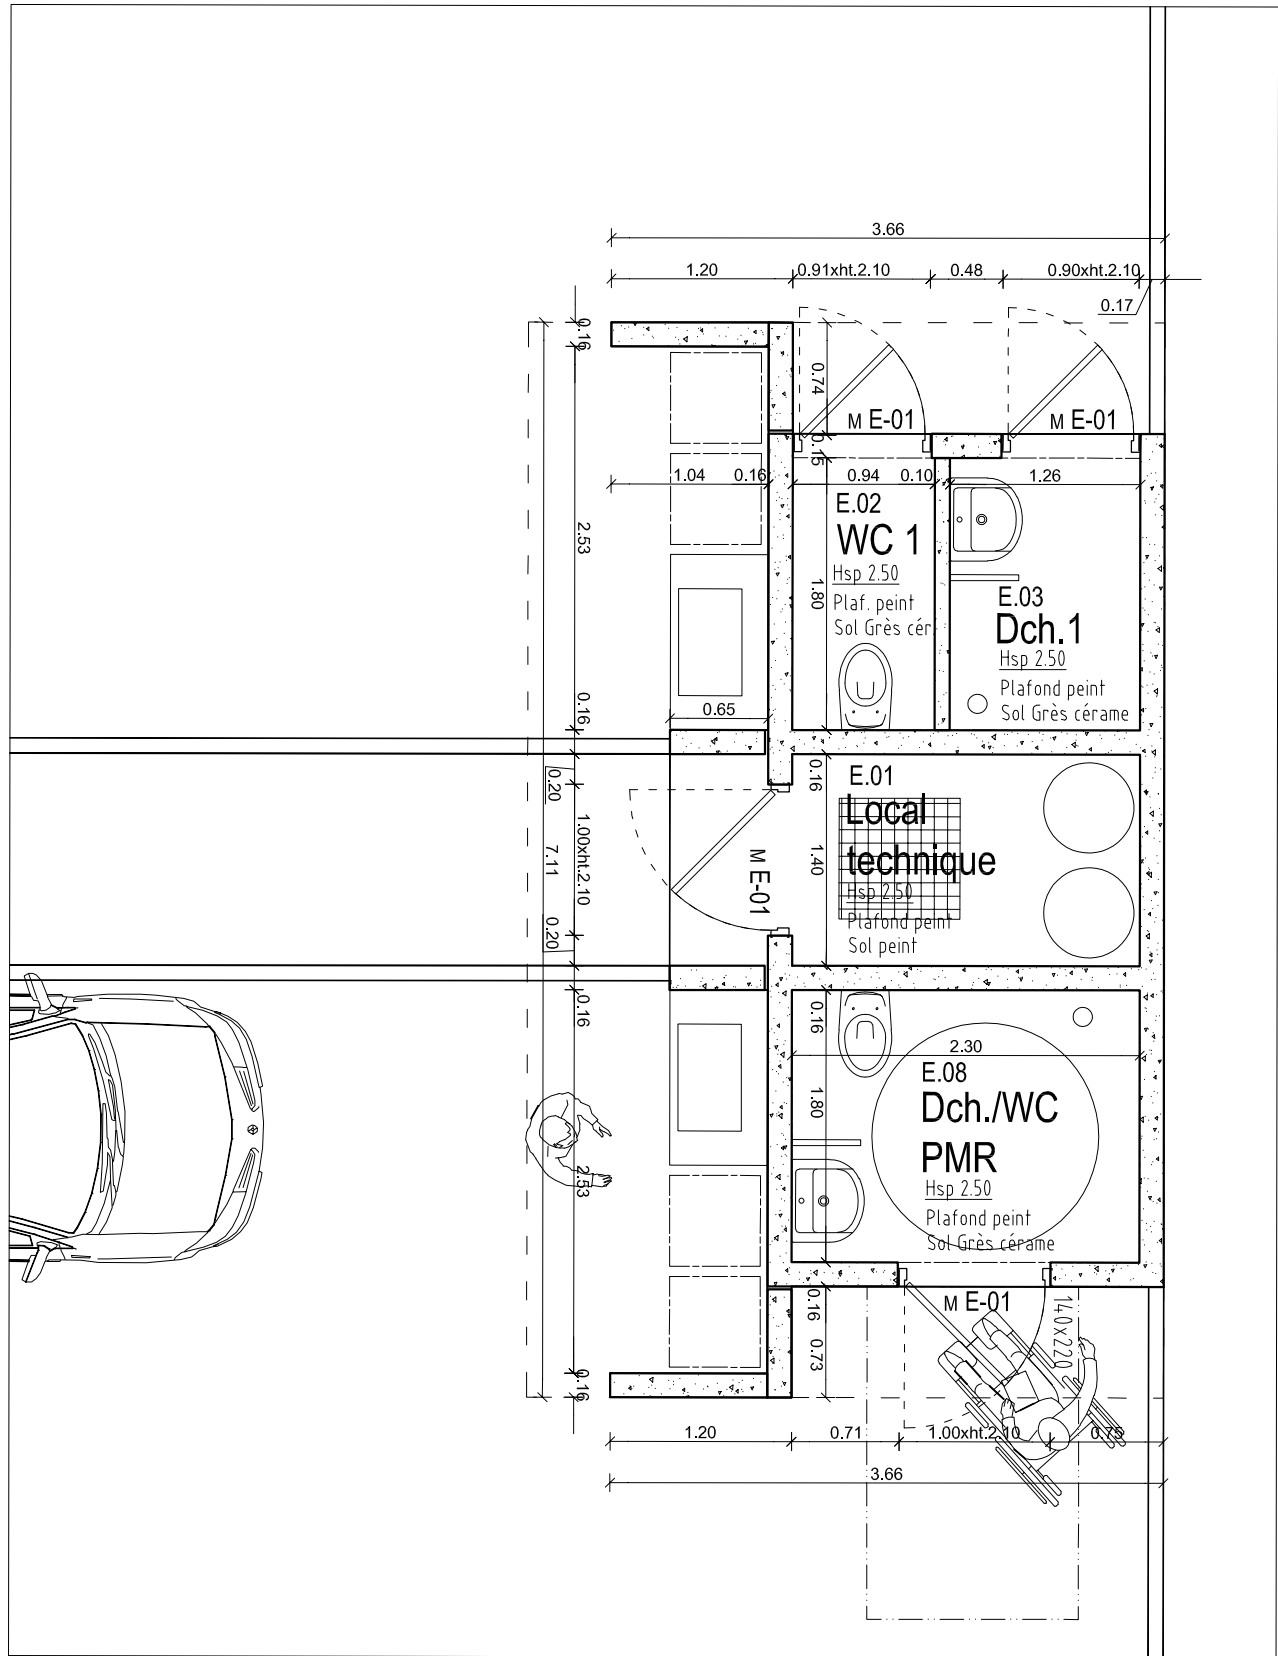 3.66
1.20
0.91xht.2.10
0.48
0.90xht.2.10
0.17
0.16
0.74
M E-01
M E-01
0.15
1.04
0.16
0.94
0.10
1.26
E.02
WC 1
Hsp 2.50
Plaf. peint
Sol Grès cér
2.53
1.80
E.03
Dch.1
Hsp 2.50
Plafond peint
Sol Grès cérame
0.16
0.65
0.20
1.00xht.2.10
7.11
0.20
0.16
1.40
M E-01
E.01
Local
technique
Hsp 2.50
Plafond peint
Sol peint
0.16
0.16
2.30
1.80
2.53
E.08
Dch./WC
PMR
Hsp 2.50
Plafond peint
Sol Grès cérame
M E-01
140x220
0.16
0.73
0.16
1.20
0.71
1.00xht.2.10
0.75
3.66